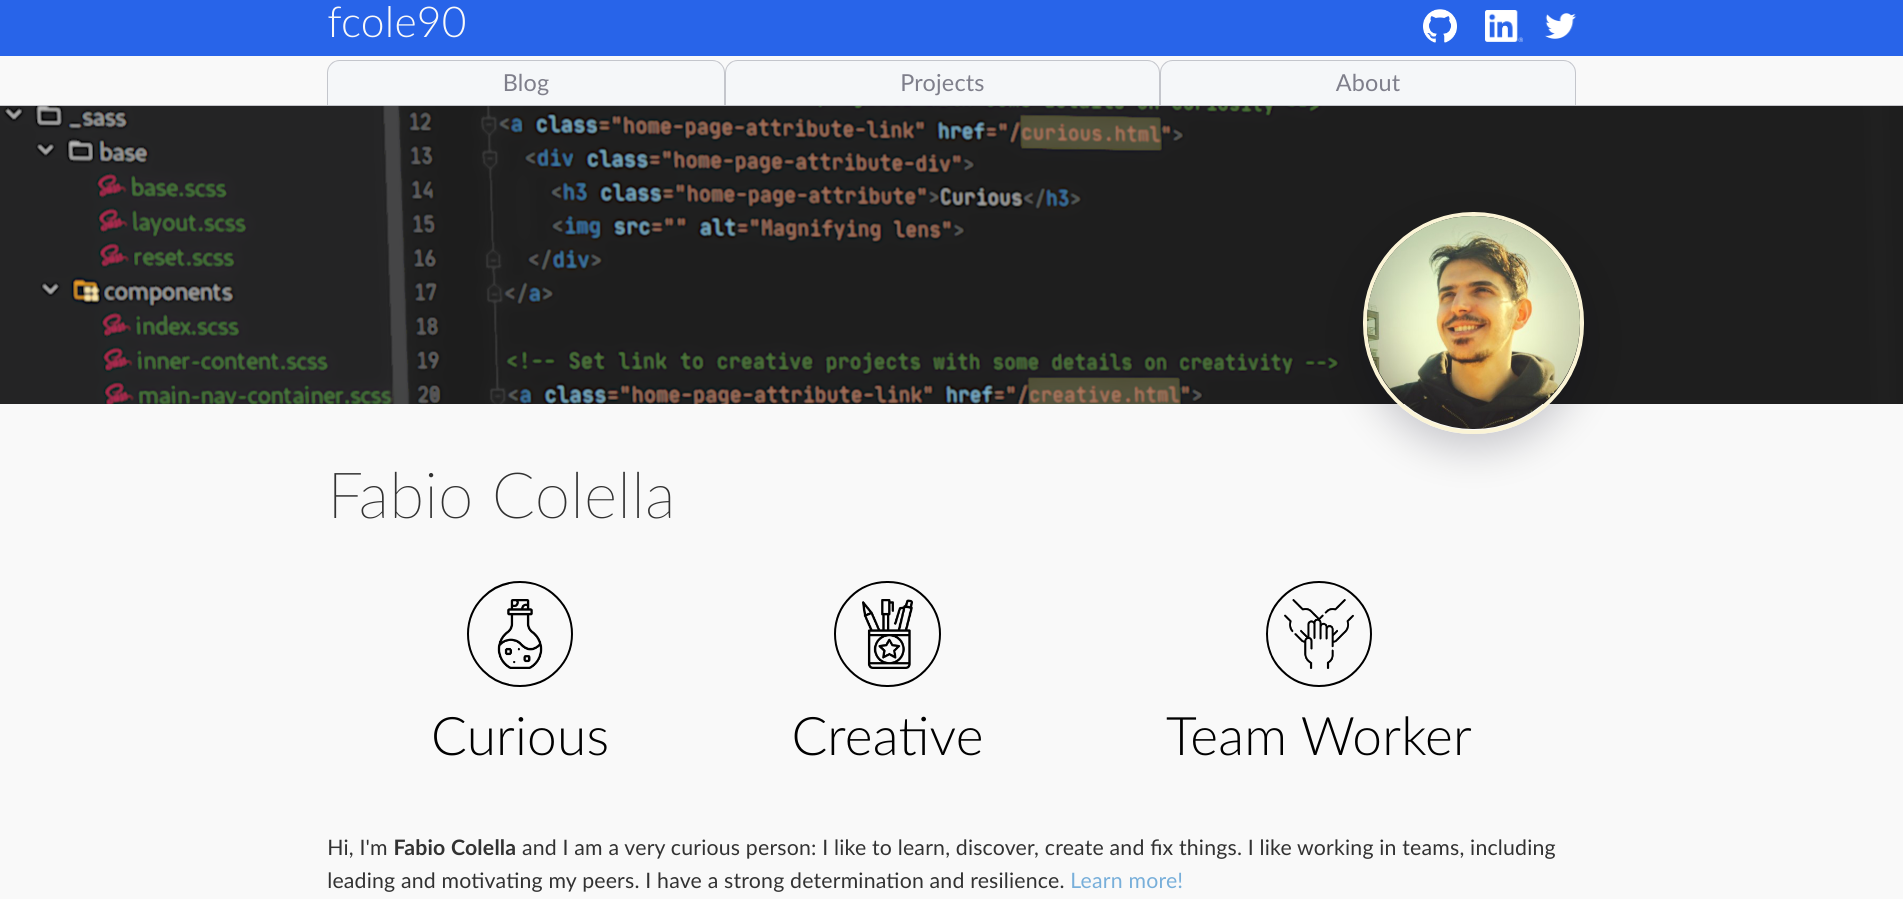 fcole90
in
Blog
Projects
About
_sass
base
base.scss
layout.scss
reset.scss
components
index.scss
inner-content.scss
main-nav-container.scss
12 <a class="home-page-attribute-link" href="/curious.html">
13 <div class="home-page-attribute-div">
14 <h3 class="home-page-attribute">Curious</h3>
15 <img src="" alt="Magnifying lens">
16 </div>
17 </a>
18
19 <!-- Set link to creative projects with some details on creativity -->
20 <a class="home-page-attribute-link" href="/creative.html">
Fabio Colella
Curious
Creative
Team Worker
Hi, I'm Fabio Colella and I am a very curious person: I like to learn, discover, create and fix things. I like working in teams, including
leading and motivating my peers. I have a strong determination and resilience. Learn more!